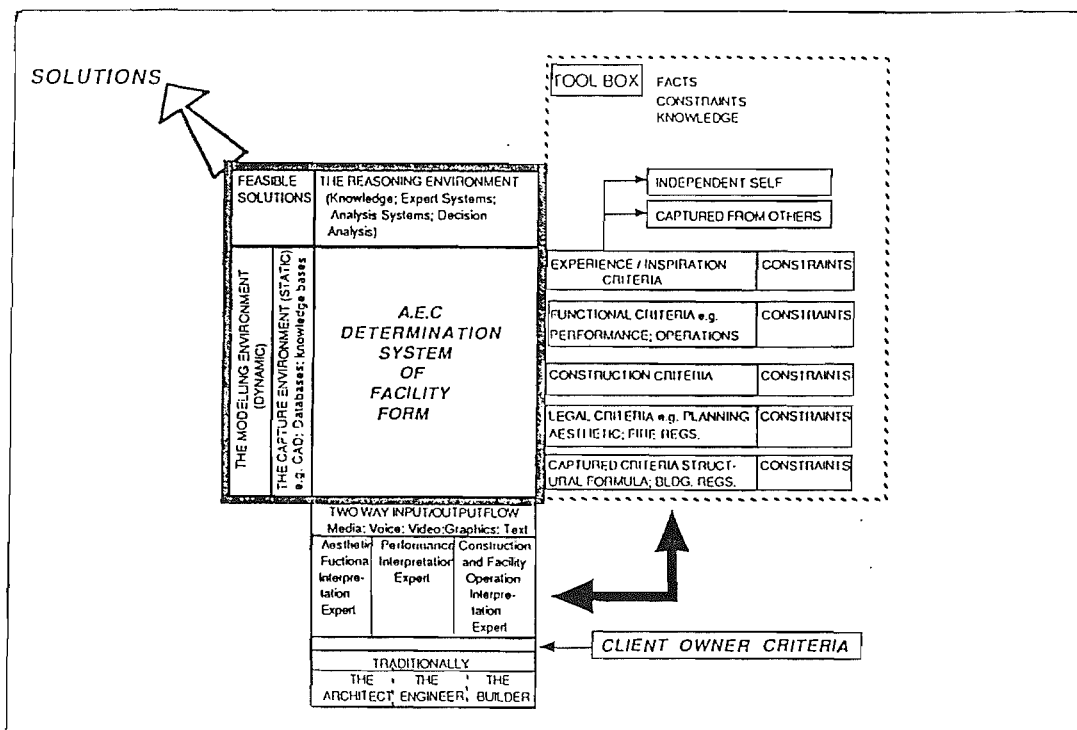 SOLUTIONS
TOOL BOX
FACTS
CONSTRAINTS
KNOWLEDGE
FEASIBLE
SOLUTIONS
THE REASONING ENVIRONMENT
(Knowledge; Expert Systems;
Analysis Systems; Decision
Analysis)
INDEPENDENT SELF
CAPTURED FROM OTHERS
THE MODELLING ENVIRONMENT
(DYNAMIC)
THE CAPTURE ENVIRONMENT (STATIC)
e.g. CAD; Databases; knowledge bases
A.E.C
DETERMINATION
SYSTEM
OF
FACILITY
FORM
EXPERIENCE / INSPIRATION
CRITERIA
CONSTRAINTS
FUNCTIONAL CRITERIA e.g.
PERFORMANCE; OPERATIONS
CONSTRAINTS
CONSTRUCTION CRITERIA
CONSTRAINTS
LEGAL CRITERIA e.g. PLANNING
AESTHETIC; FIRE REGS.
CONSTRAINTS
CAPTURED CRITERIA STRUCT-
URAL FORMULA; BLDG. REGS.
CONSTRAINTS
TWO WAY INPUT/OUTPUT FLOW
Media; Voice; Video; Graphics; Text
Aesthetic
Fuctional
Interpre-
tation
Expert
Performance
Interpretation
Expert
Construction
and Facility
Operation
Interpre-
tation
Expert
CLIENT OWNER CRITERIA
TRADITIONALLY
THE
ARCHITECT
THE
ENGINEER
THE
BUILDER